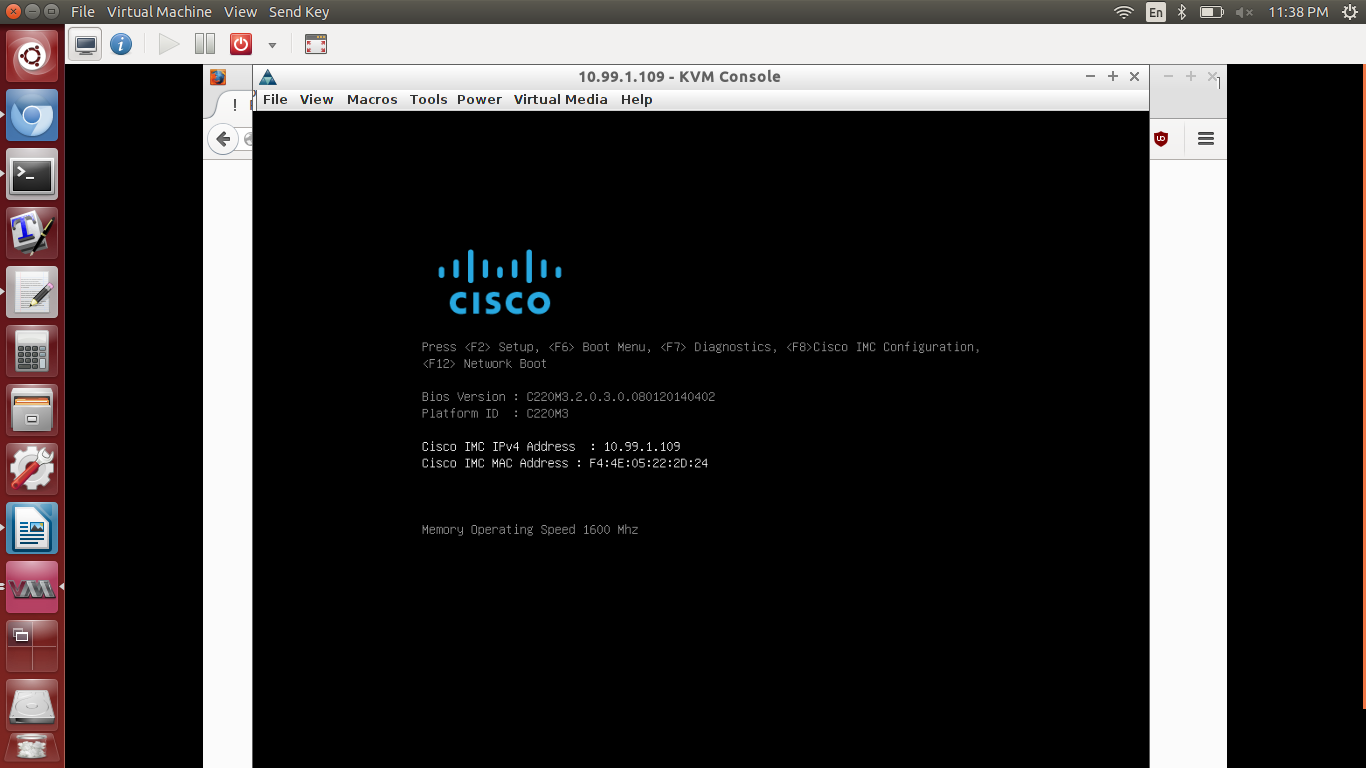 File Virtual Machine View Send Key
En
11:38 PM
10.99.1.109 - KVM Console
File View Macros Tools Power Virtual Media Help
!
CISCO
Press <F2> Setup, <F6> Boot Menu, <F7> Diagnostics, <F8>Cisco IMC Configuration,
<F12> Network Boot
Bios Version : C220M3.2.0.3.0.080120140402
Platform ID : C220M3
Cisco IMC IPv4 Address : 10.99.1.109
Cisco IMC MAC Address : F4:4E:05:22:2D:24
Memory Operating Speed 1600 Mhz